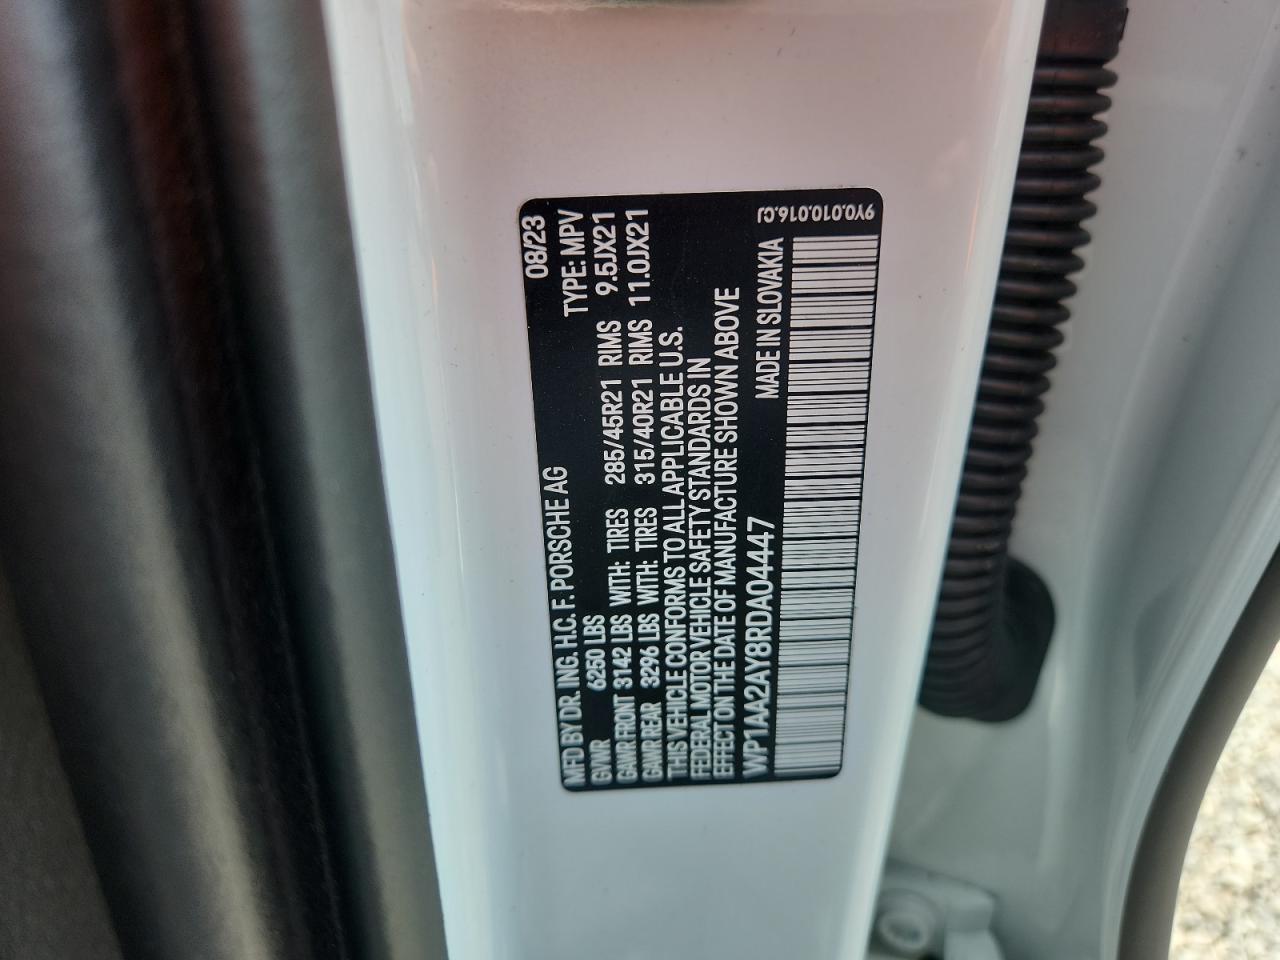 MFD BY DR. ING. H.C. F. PORSCHE AG 08/23
GVWR 6250 LBS TYPE: MPV
GAWR FRONT 3142 LBS WITH: TIRES 285/45R21 RIMS 9.5JX21
GAWR REAR 3296 LBS WITH: TIRES 315/40R21 RIMS 11.0JX21
THIS VEHICLE CONFORMS TO ALL APPLICABLE U.S.
FEDERAL MOTOR VEHICLE SAFETY STANDARDS IN
EFFECT ON THE DATE OF MANUFACTURE SHOWN ABOVE
WP1AA2AY8RDA04447 MADE IN SLOVAKIA
9Y0.010.016.CJ